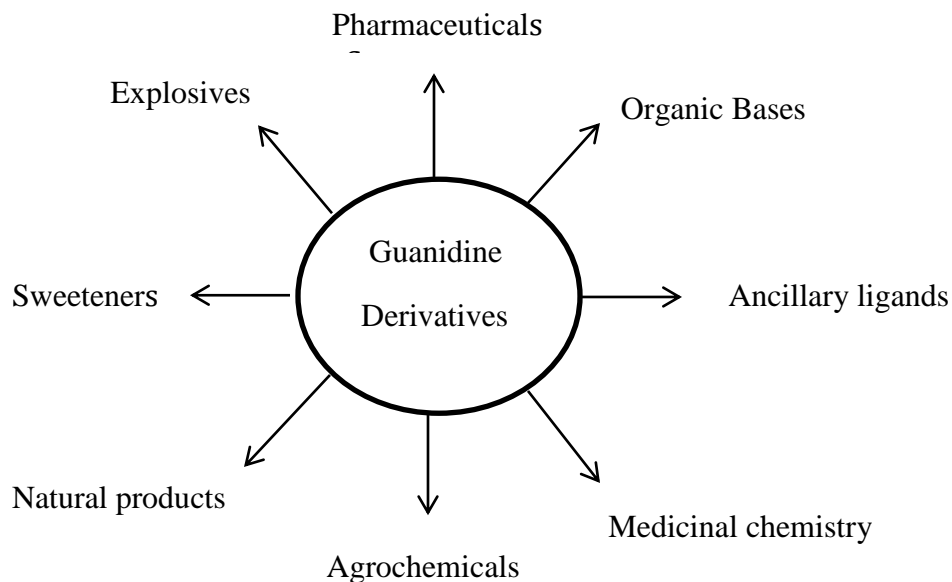 Pharmaceuticals
Explosives
Organic Bases
Guanidine
Derivatives
Sweeteners
Ancillary ligands
Natural products
Medicinal chemistry
Agrochemicals